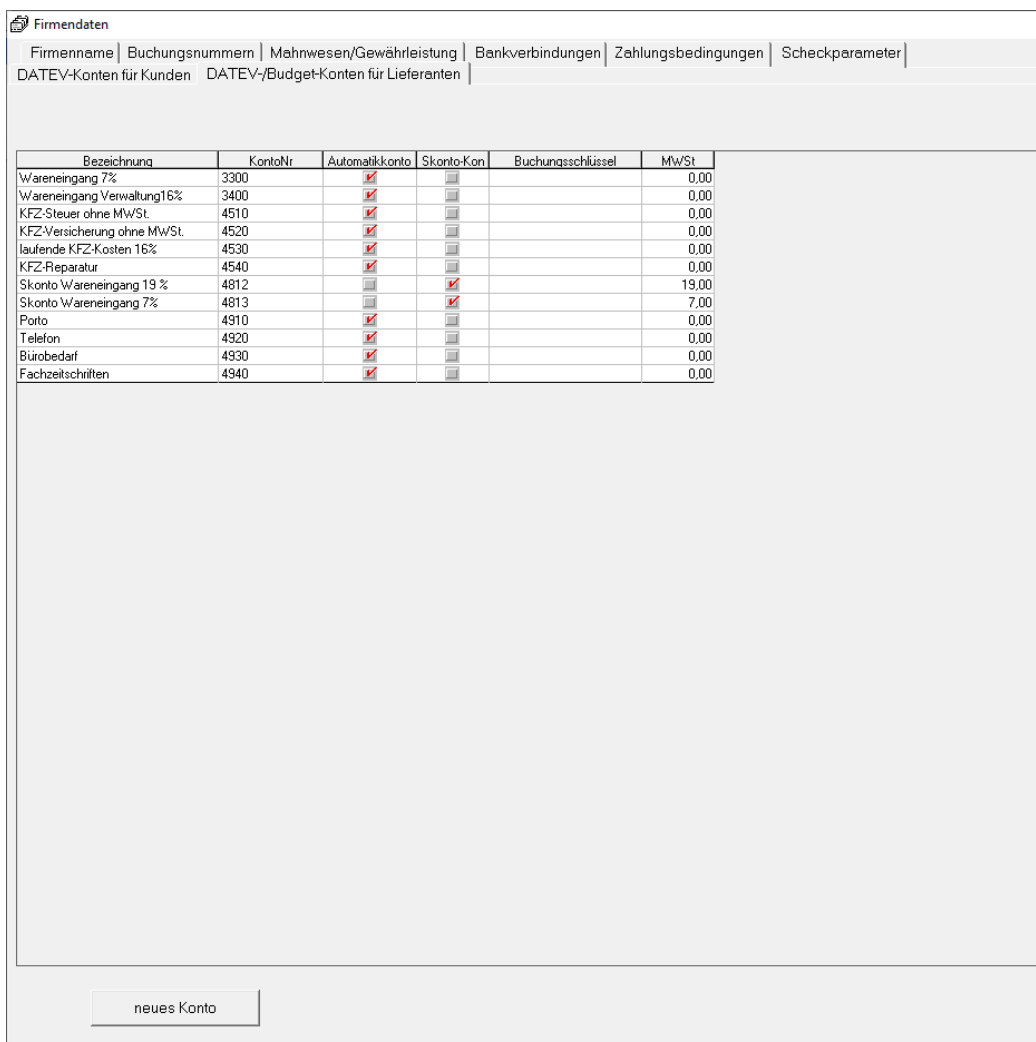 Firmendaten
Firmenname Buchungsnummern Mahnwesen/Gewährleistung Bankverbindungen Zahlungsbedingungen Scheckparameter
DATEV-Konten für Kunden DATEV-/Budget-Konten für Lieferanten
Bezeichnung KontoNr Automatikkonto Skonto-Kon Buchungsschlüssel MWSt
Wareneingang 7% 3300 0,00
Wareneingang Verwaltung16% 3400 0,00
KFZ-Steuer ohne MWSt. 4510 0,00
KFZ-Versicherung ohne MWSt. 4520 0,00
laufende KFZ-Kosten 16% 4530 0,00
KFZ-Reparatur 4540 0,00
Skonto Wareneingang 19 % 4812 19,00
Skonto Wareneingang 7% 4813 7,00
Porto 4910 0,00
Telefon 4920 0,00
Bürobedarf 4930 0,00
Fachzeitschriften 4940 0,00
neues Konto